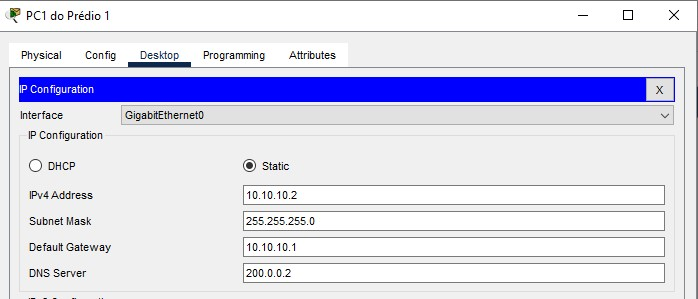 PC1 do Prédio 1
Physical Config Desktop Programming Attributes
IP Configuration X
Interface GigabitEthernet0
IP Configuration
DHCP Static
IPv4 Address 10.10.10.2
Subnet Mask 255.255.255.0
Default Gateway 10.10.10.1
DNS Server 200.0.0.2